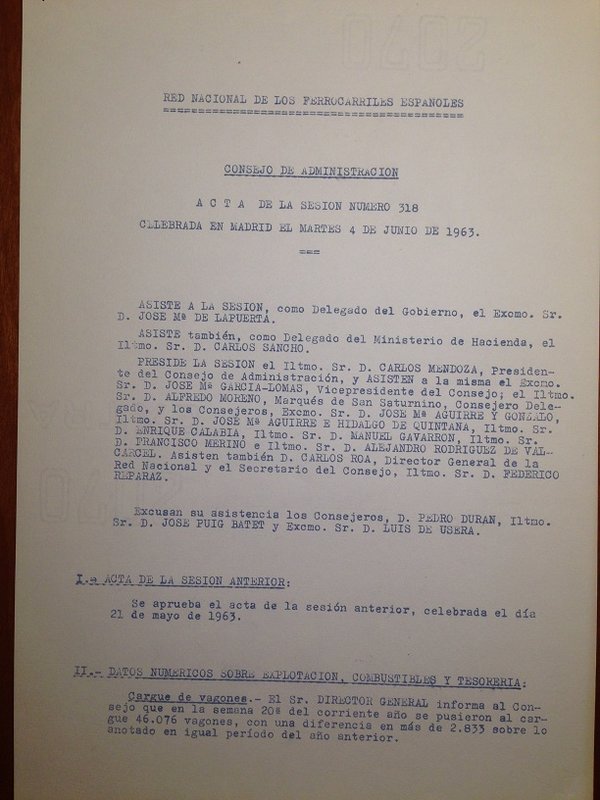 RED NACIONAL DE LOS FERROCARRILES ESPAÑOLES
CONSEJO DE ADMINISTRACION
A C T A DE LA SESION NUMERO 318
CELEBRADA EN MADRID EL MARTES 4 DE JUNIO DE 1963.
ASISTE A LA SESION, como Delegado del Gobierno, el Excmo. Sr.
D. JOSE Mª DE LAPUERTA.
ASISTE también, como Delegado del Ministerio de Hacienda, el
Iltmo. Sr. D. CARLOS SANCHO.
PRESIDE LA SESION el Iltmo. Sr. D. CARLOS MENDOZA, Presiden-
te del Consejo de Administración, y ASISTEN a la misma el Excmo.
Sr. D. JOSE Mª GARCIA-LOMAS, Vicepresidente del Consejo; el Iltmo.
Sr. D. ALFREDO MORENO, Marqués de San Saturnino, Consejero Dele-
gado, y los Consejeros, Excmo. Sr. D. JOSE Mª AGUIRRE Y GONZALO,
Iltmo. Sr. D. JOSE Mª AGUIRRE E HIDALGO DE QUINTANA, Iltmo. Sr.
D. ENRIQUE CALABIA, Iltmo. Sr. D. MANUEL GAVARRON, Iltmo. Sr.
D. FRANCISCO MERINO e Iltmo. Sr. D. ALEJANDRO RODRIGUEZ DE VAL-
CARCEL. Asisten también D. CARLOS ROA, Director General de la
Red Nacional y el Secretario del Consejo, Iltmo. Sr. D. FEDERICO
REPARAZ.
Excusan su asistencia los Consejeros, D. PEDRO DURAN, Iltmo.
Sr. D. JOSE PUIG BATET y Excmo. Sr. D. LUIS DE USERA.
I.- ACTA DE LA SESION ANTERIOR:
Se aprueba el acta de la sesión anterior, celebrada el día
21 de mayo de 1963.
II.- DATOS NUMERICOS SOBRE EXPLOTACION, COMBUSTIBLES Y TESORERIA:
Cargue de vagones.- El Sr. DIRECTOR GENERAL informa al Con-
sejo que en la semana 20ª del corriente año se pusieron al car-
gue 46.076 vagones, con una diferencia en más de 2.833 sobre lo
anotado en igual período del año anterior.